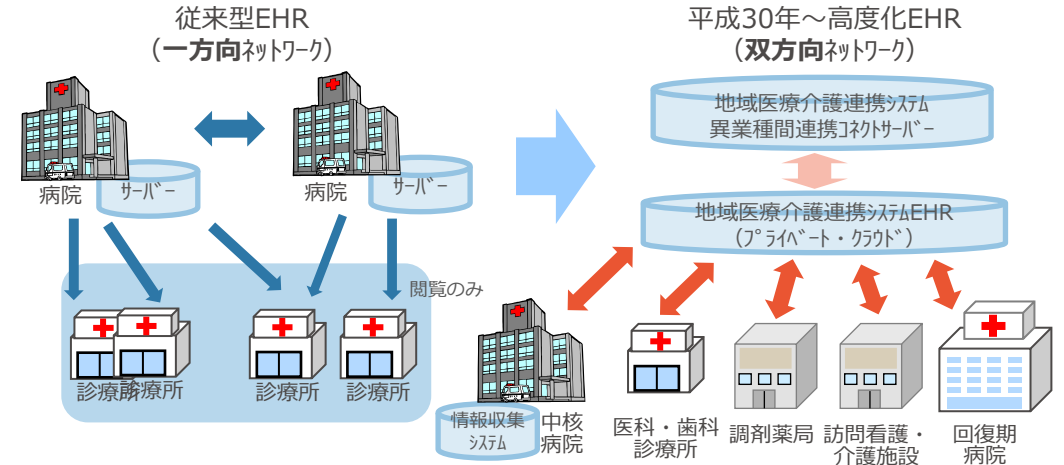 従来型EHR
(一方向ﾈｯﾄﾜｰｸ)
病院
ｻｰﾊﾞｰ
病院
ｻｰﾊﾞｰ
閲覧のみ
診療所
診療所
診療所
診療所
平成30年～高度化EHR
(双方向ﾈｯﾄﾜｰｸ)
地域医療介護連携ｼｽﾃﾑ
異業種間連携ｺﾈｸﾄｻｰﾊﾞｰ
地域医療介護連携ｼｽﾃﾑEHR
(ﾌﾟﾗｲﾍﾞｰﾄ・ｸﾗｳﾄﾞ)
情報収集
ｼｽﾃﾑ
中核
病院
医科・歯科
診療所
調剤薬局
訪問看護・
介護施設
回復期
病院